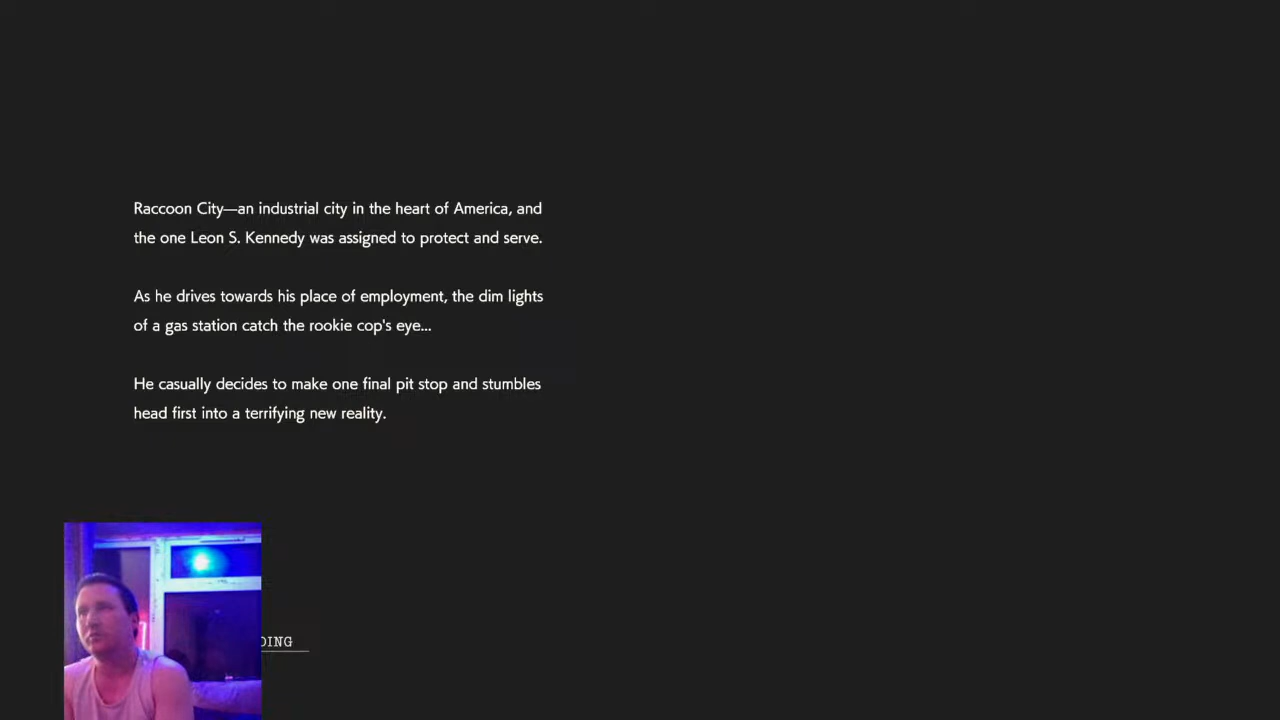 Raccoon City—an industrial city in the heart of America, and
the one Leon S. Kennedy was assigned to protect and serve.
As he drives towards his place of employment, the dim lights
of a gas station catch the rookie cop's eye...
He casually decides to make one final pit stop and stumbles
head first into a terrifying new reality.
DING